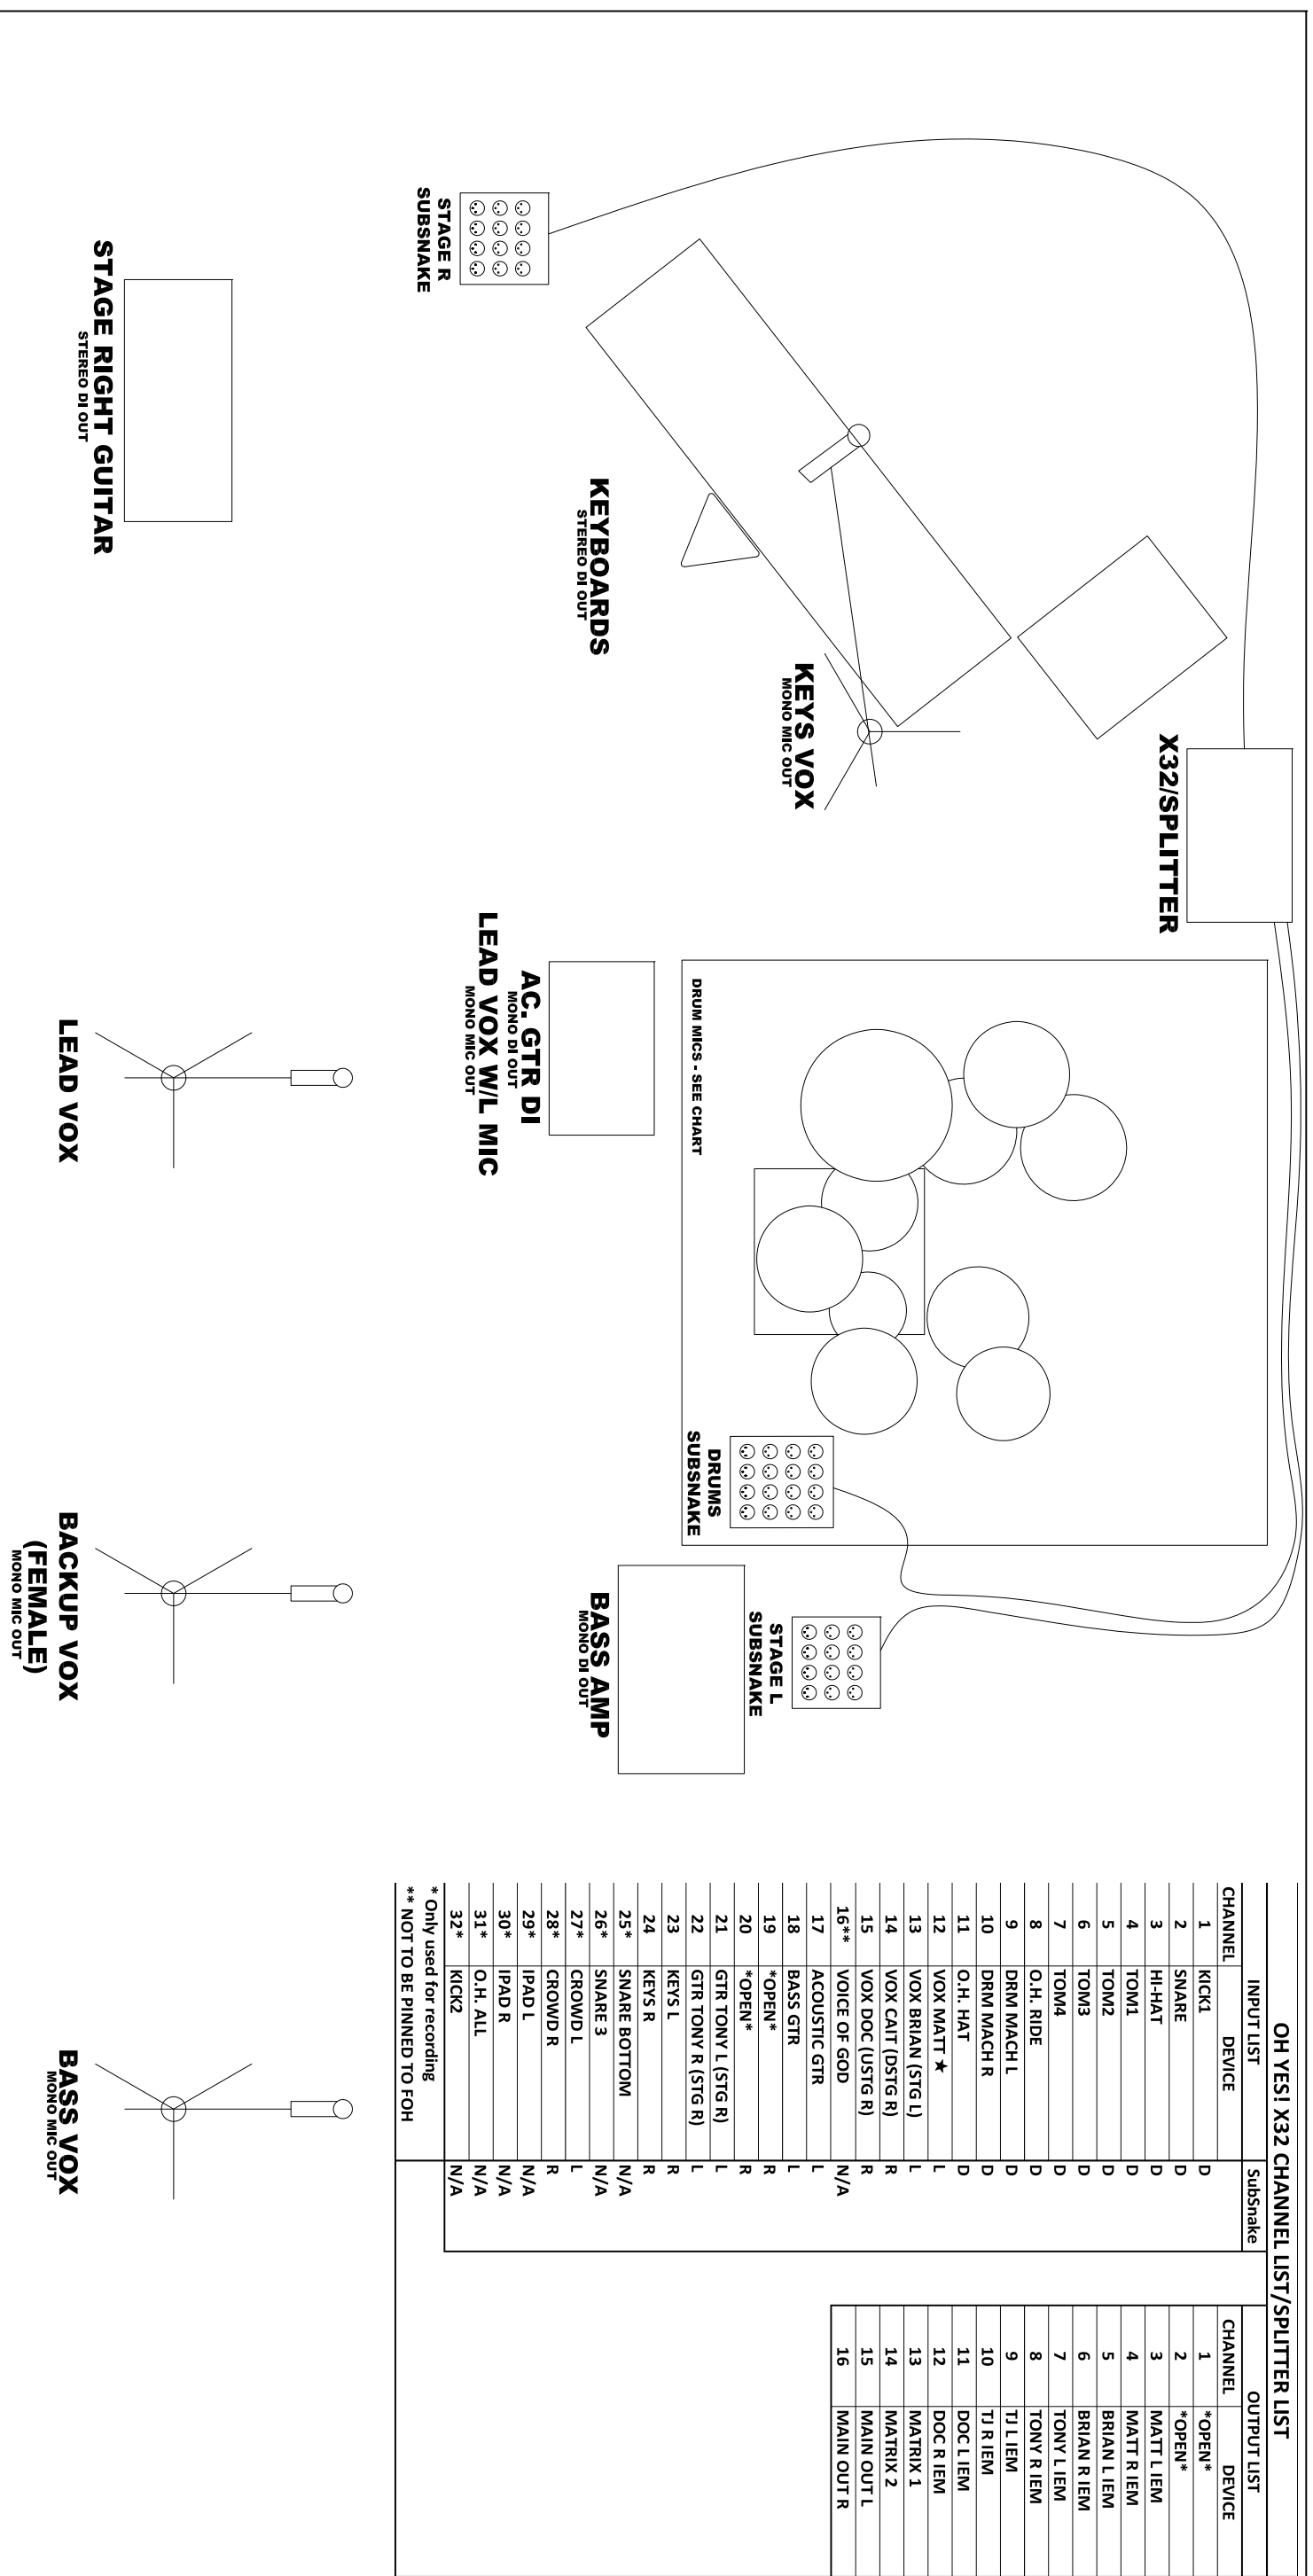 OH YES! X32 CHANNEL LIST/SPLITTER LIST
INPUT LIST SubSnake OUTPUT LIST
CHANNEL DEVICE CHANNEL DEVICE
1 KICK1 D 1 *OPEN*
2 SNARE D 2 *OPEN*
3 HI-HAT D 3 MATT L IEM
4 TOM1 D 4 MATT R IEM
5 TOM2 D 5 BRIAN L IEM
6 TOM3 D 6 BRIAN R IEM
7 TOM4 D 7 TONY L IEM
8 O.H. RIDE D 8 TONY R IEM
9 DRM MACH L D 9 TJ L IEM
10 DRM MACH R D 10 TJ R IEM
11 O.H. HAT D 11 DOC L IEM
12 VOX MATT ★ L 12 DOC R IEM
13 VOX BRIAN (STG L) L 13 MATRIX 1
14 VOX CAIT (DSTG R) R 14 MATRIX 2
15 VOX DOC (USTG R) R 15 MAIN OUT L
16** VOICE OF GOD N/A 16 MAIN OUT R
17 ACOUSTIC GTR L
18 BASS GTR L
19 *OPEN* R
20 *OPEN* R
21 GTR TONY L (STG R) L
22 GTR TONY R (STG R) L
23 KEYS L R
24 KEYS R R
25* SNARE BOTTOM N/A
26* SNARE 3 N/A
27* CROWD L L
28* CROWD R R
29* IPAD L N/A
30* IPAD R N/A
31* O.H. ALL N/A
32* KICK2 N/A
* Only used for recording
** NOT TO BE PINNED TO FOH
X32/SPLITTER
KEYS VOX
MONO MIC OUT
STAGE L
SUBSNAKE
DRUMS
SUBSNAKE
DRUM MICS - SEE CHART
KEYBOARDS
STEREO DI OUT
BASS AMP
MONO DI OUT
AC. GTR DI
MONO DI OUT
LEAD VOX W/L MIC
MONO MIC OUT
STAGE R
SUBSNAKE
STAGE RIGHT GUITAR
STEREO DI OUT
LEAD VOX
BACKUP VOX
(FEMALE)
MONO MIC OUT
BASS VOX
MONO MIC OUT